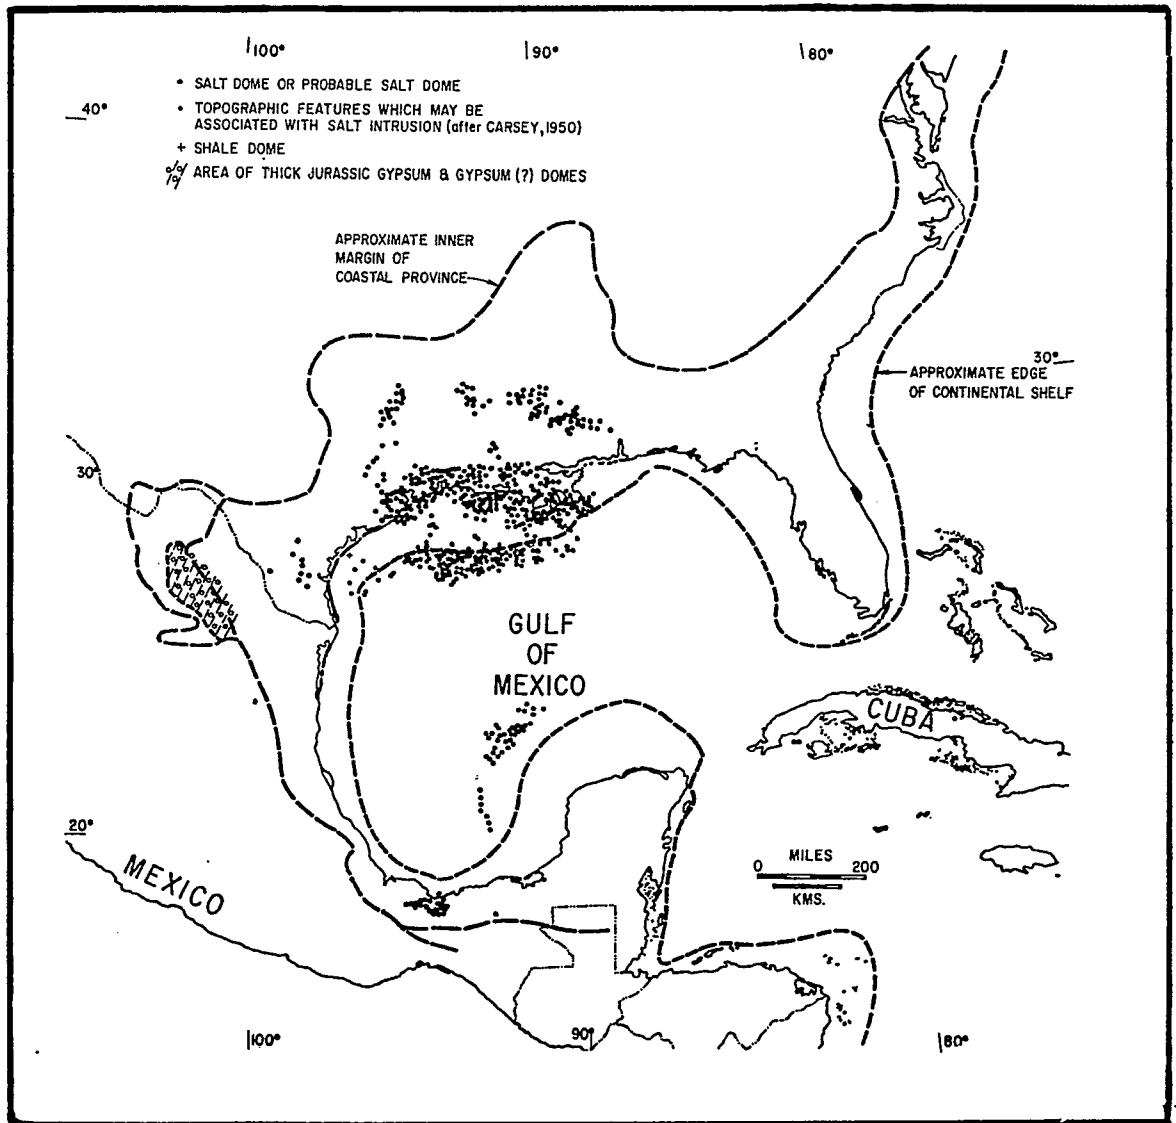 100°
90°
80°
• SALT DOME OR PROBABLE SALT DOME
40°
• TOPOGRAPHIC FEATURES WHICH MAY BE
ASSOCIATED WITH SALT INTRUSION (after CARSEY, 1950)
+ SHALE DOME
AREA OF THICK JURASSIC GYPSUM & GYPSUM (?) DOMES
APPROXIMATE INNER
MARGIN OF
COASTAL PROVINCE
30°
APPROXIMATE EDGE
OF CONTINENTAL SHELF
30°
GULF
OF
MEXICO
CUBA
20°
MEXICO
MILES
0 200
KMS.
100°
90°
80°